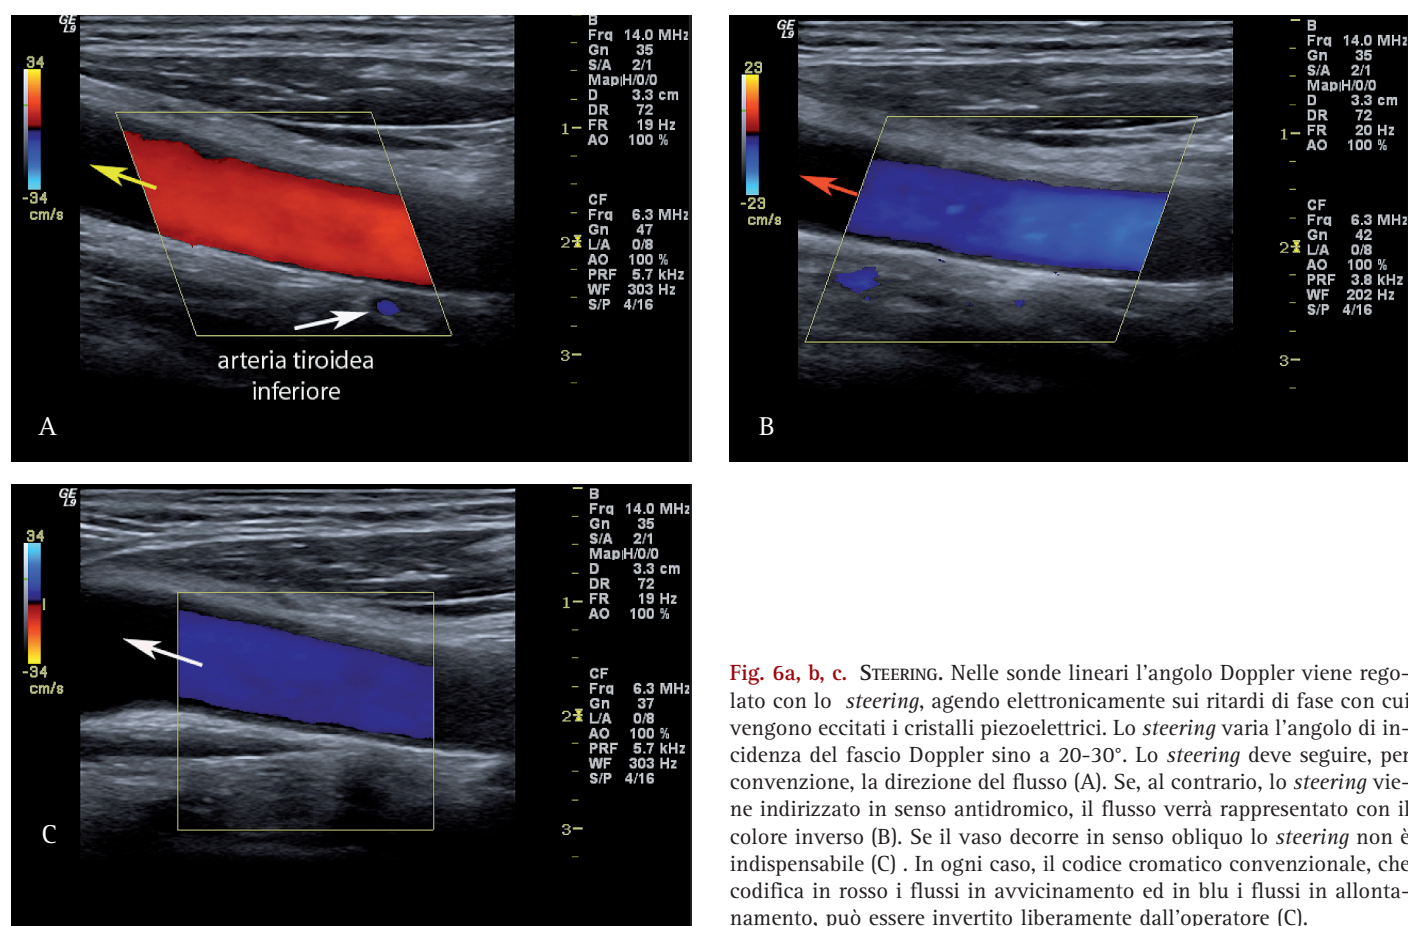 GE
L9
34
-34
cm/s
B
Frq 14.0 MHz
Gn 35
S/A 2/1
Map H/0/0
D 3.3 cm
DR 72
FR 19 Hz
AO 100 %
CF
Frq 6.3 MHz
Gn 47
L/A 0/8
AO 100 %
PRF 5.7 kHz
WF 303 Hz
S/P 4/16
1
2
3
arteria tiroidea
inferiore
A
GE
L9
23
-23
cm/s
B
Frq 14.0 MHz
Gn 35
S/A 2/1
Map H/0/0
D 3.3 cm
DR 72
FR 20 Hz
AO 100 %
CF
Frq 6.3 MHz
Gn 42
L/A 0/8
AO 100 %
PRF 3.8 kHz
WF 202 Hz
S/P 4/16
1
2
3
B
GE
L9
34
-34
cm/s
B
Frq 14.0 MHz
Gn 35
S/A 2/1
Map H/0/0
D 3.3 cm
DR 72
FR 19 Hz
AO 100 %
CF
Frq 6.3 MHz
Gn 37
L/A 0/8
AO 100 %
PRF 5.7 kHz
WF 303 Hz
S/P 4/16
1
2
3
C
Fig. 6a, b, c. STEERING. Nelle sonde lineari l'angolo Doppler viene rego-
lato con lo steering, agendo elettronicamente sui ritardi di fase con cui
vengono eccitati i cristalli piezoelettrici. Lo steering varia l'angolo di in-
cidenza del fascio Doppler sino a 20-30°. Lo steering deve seguire, per
convenzione, la direzione del flusso (A). Se, al contrario, lo steering vie-
ne indirizzato in senso antidromico, il flusso verrà rappresentato con il
colore inverso (B). Se il vaso decorre in senso obliquo lo steering non è
indispensabile (C) . In ogni caso, il codice cromatico convenzionale, che
codifica in rosso i flussi in avvicinamento ed in blu i flussi in allonta-
namento, può essere invertito liberamente dall'operatore (C).